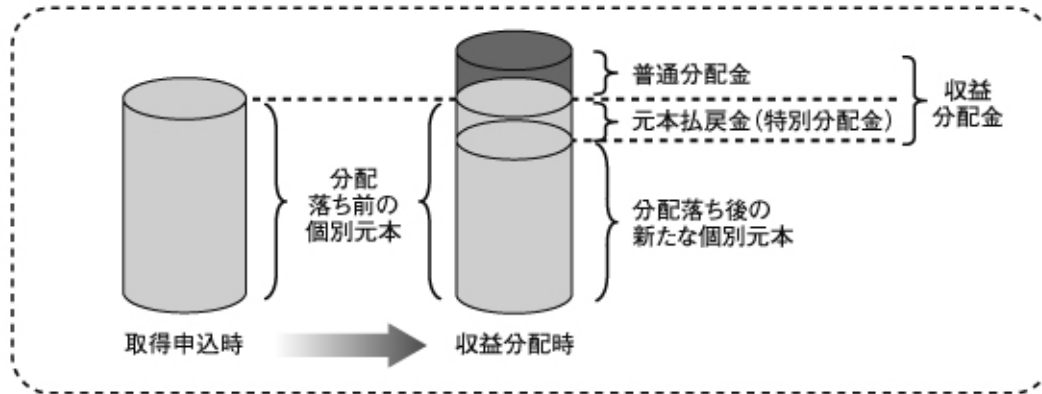 普通分配金
元本払戻金(特別分配金)
収益
分配金
分配
落ち前の
個別元本
分配落ち後の
新たな個別元本
取得申込時
収益分配時